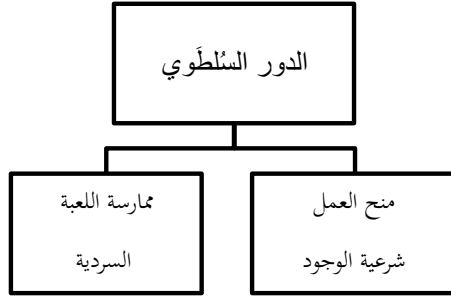 الدور السُلطَوي
منح العمل
شرعية الوجود
ممارسة اللعبة
السردية